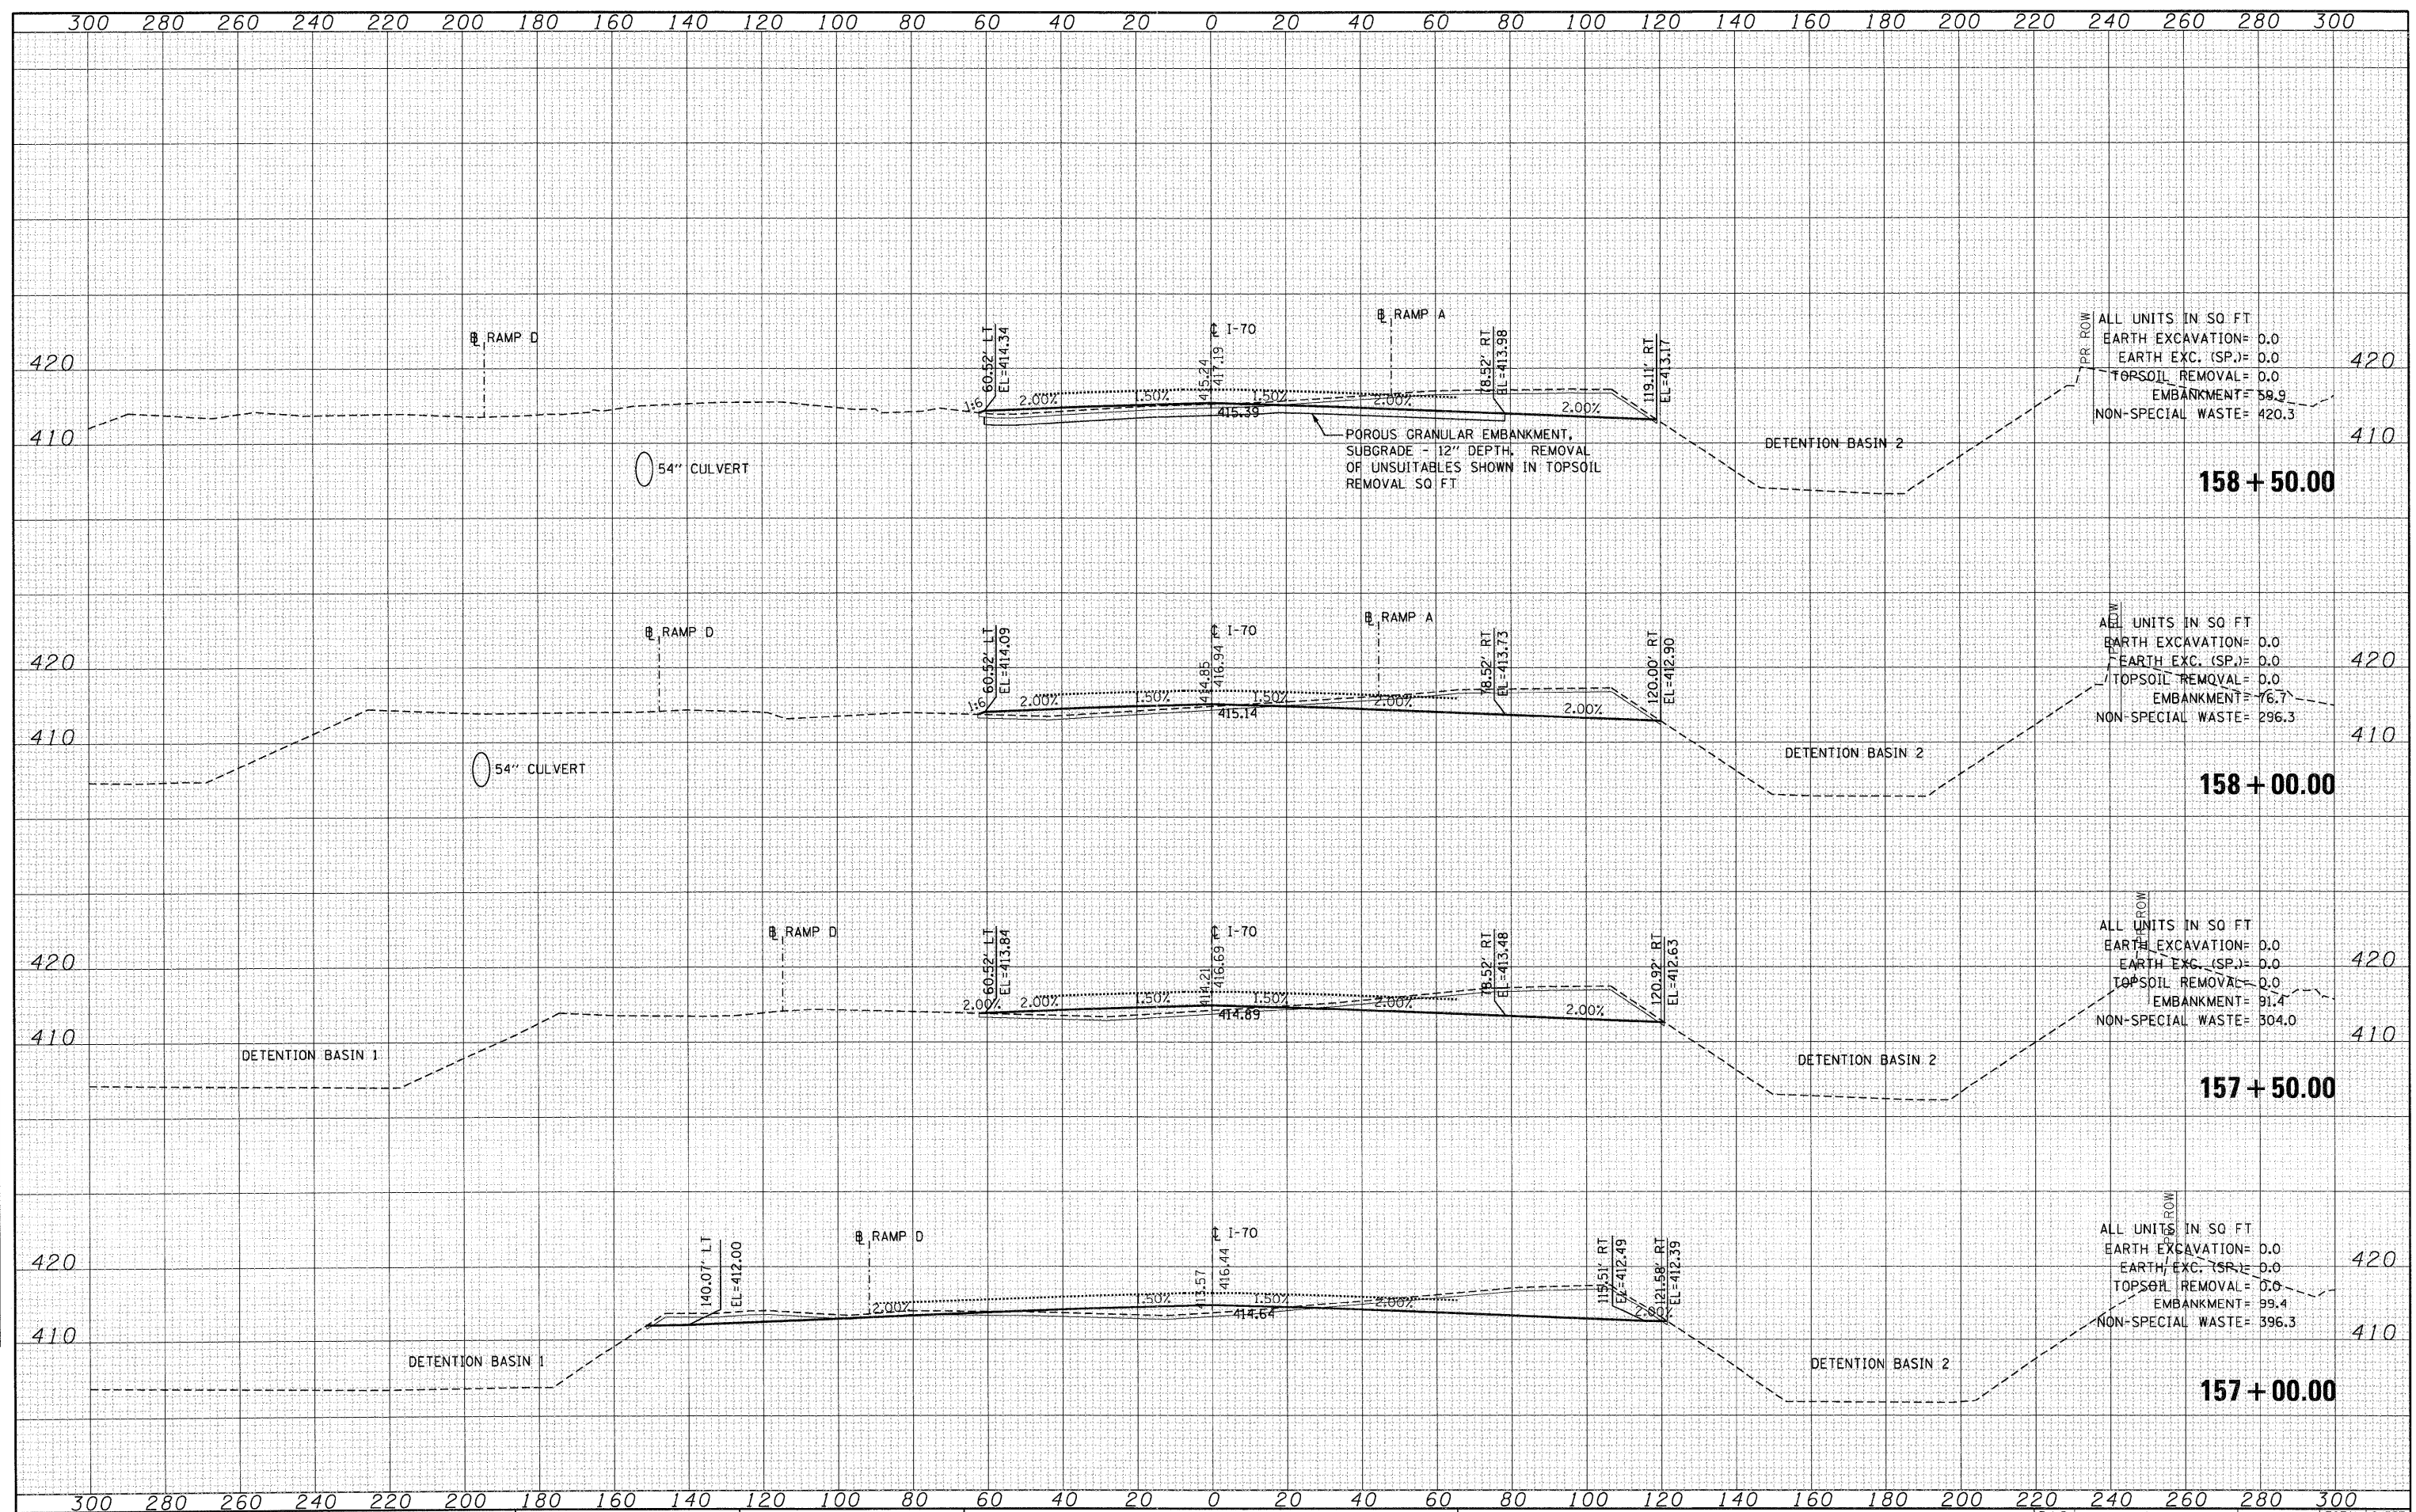 300 280 260 240 220 200 180 160 140 120 100 80 60 40 20 0 20 40 60 80 100 120 140 160 180 200 220 240 260 280 300
℄ RAMP D
60.52' LT
EL=414.34
℄ I-70
415.24
417.19
℄ RAMP A
78.52' RT
EL=413.98
119.11' RT
EL=413.17
PR ROW
ALL UNITS IN SQ FT
EARTH EXCAVATION= 0.0
EARTH EXC. (SP.)= 0.0
TOPSOIL REMOVAL= 0.0
EMBANKMENT= 59.9
NON-SPECIAL WASTE= 420.3
420 420
1:6 2.00% 1.50% 1.50% 2.00% 2.00%
415.39
410 410
54" CULVERT
POROUS GRANULAR EMBANKMENT,
SUBGRADE - 12" DEPTH. REMOVAL
OF UNSUITABLES SHOWN IN TOPSOIL
REMOVAL SQ FT
DETENTION BASIN 2
158+50.00
℄ RAMP D
60.52' LT
EL=414.09
℄ I-70
414.85
416.94
℄ RAMP A
78.52' RT
EL=413.73
120.00' RT
EL=412.90
PR ROW
ALL UNITS IN SQ FT
EARTH EXCAVATION= 0.0
EARTH EXC. (SP.)= 0.0
TOPSOIL REMOVAL= 0.0
EMBANKMENT= 76.7
NON-SPECIAL WASTE= 296.3
420 420
1:6 2.00% 1.50% 1.50% 2.00% 2.00%
415.14
410 410
54" CULVERT
DETENTION BASIN 2
158+00.00
℄ RAMP D
60.52' LT
EL=413.84
℄ I-70
414.21
416.69
78.52' RT
EL=413.48
120.92' RT
EL=412.63
PR ROW
ALL UNITS IN SQ FT
EARTH EXCAVATION= 0.0
EARTH EXC. (SP.)= 0.0
TOPSOIL REMOVAL= 0.0
EMBANKMENT= 91.4
NON-SPECIAL WASTE= 304.0
420 420
2.00% 2.00% 1.50% 1.50% 2.00% 2.00%
414.89
410 410
DETENTION BASIN 1
DETENTION BASIN 2
157+50.00
140.07' LT
EL=412.00
℄ RAMP D
℄ I-70
413.57
416.44
115.51' RT
EL=412.49
121.58' RT
EL=412.39
PR ROW
ALL UNITS IN SQ FT
EARTH EXCAVATION= 0.0
EARTH EXC. (SP.)= 0.0
TOPSOIL REMOVAL= 0.0
EMBANKMENT= 99.4
NON-SPECIAL WASTE= 396.3
420 420
2.00% 1.50% 1.50% 2.00% 2.00%
414.64
410 410
DETENTION BASIN 1
DETENTION BASIN 2
157+00.00
300 280 260 240 220 200 180 160 140 120 100 80 60 40 20 0 20 40 60 80 100 120 140 160 180 200 220 240 260 280 300